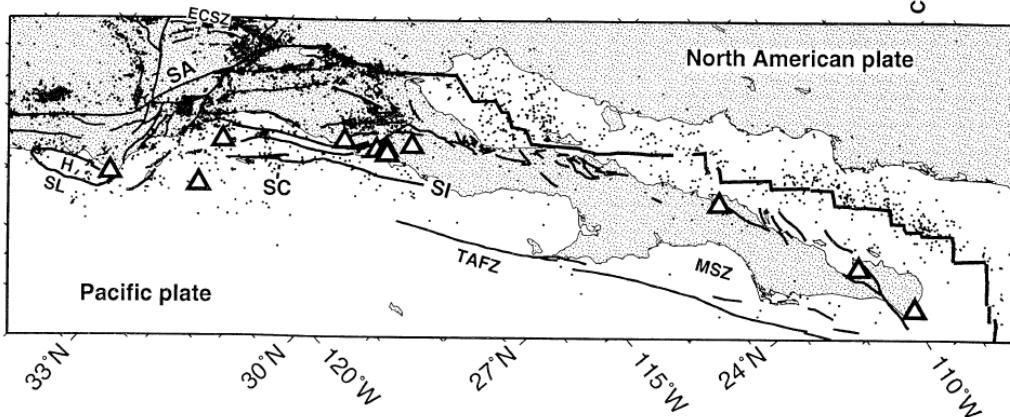 C
ECSZ
North American plate
SA
H
SL
SC
SI
TAFZ
MSZ
Pacific plate
33°N
30°N
120°W
27°N
115°W
24°N
110°W